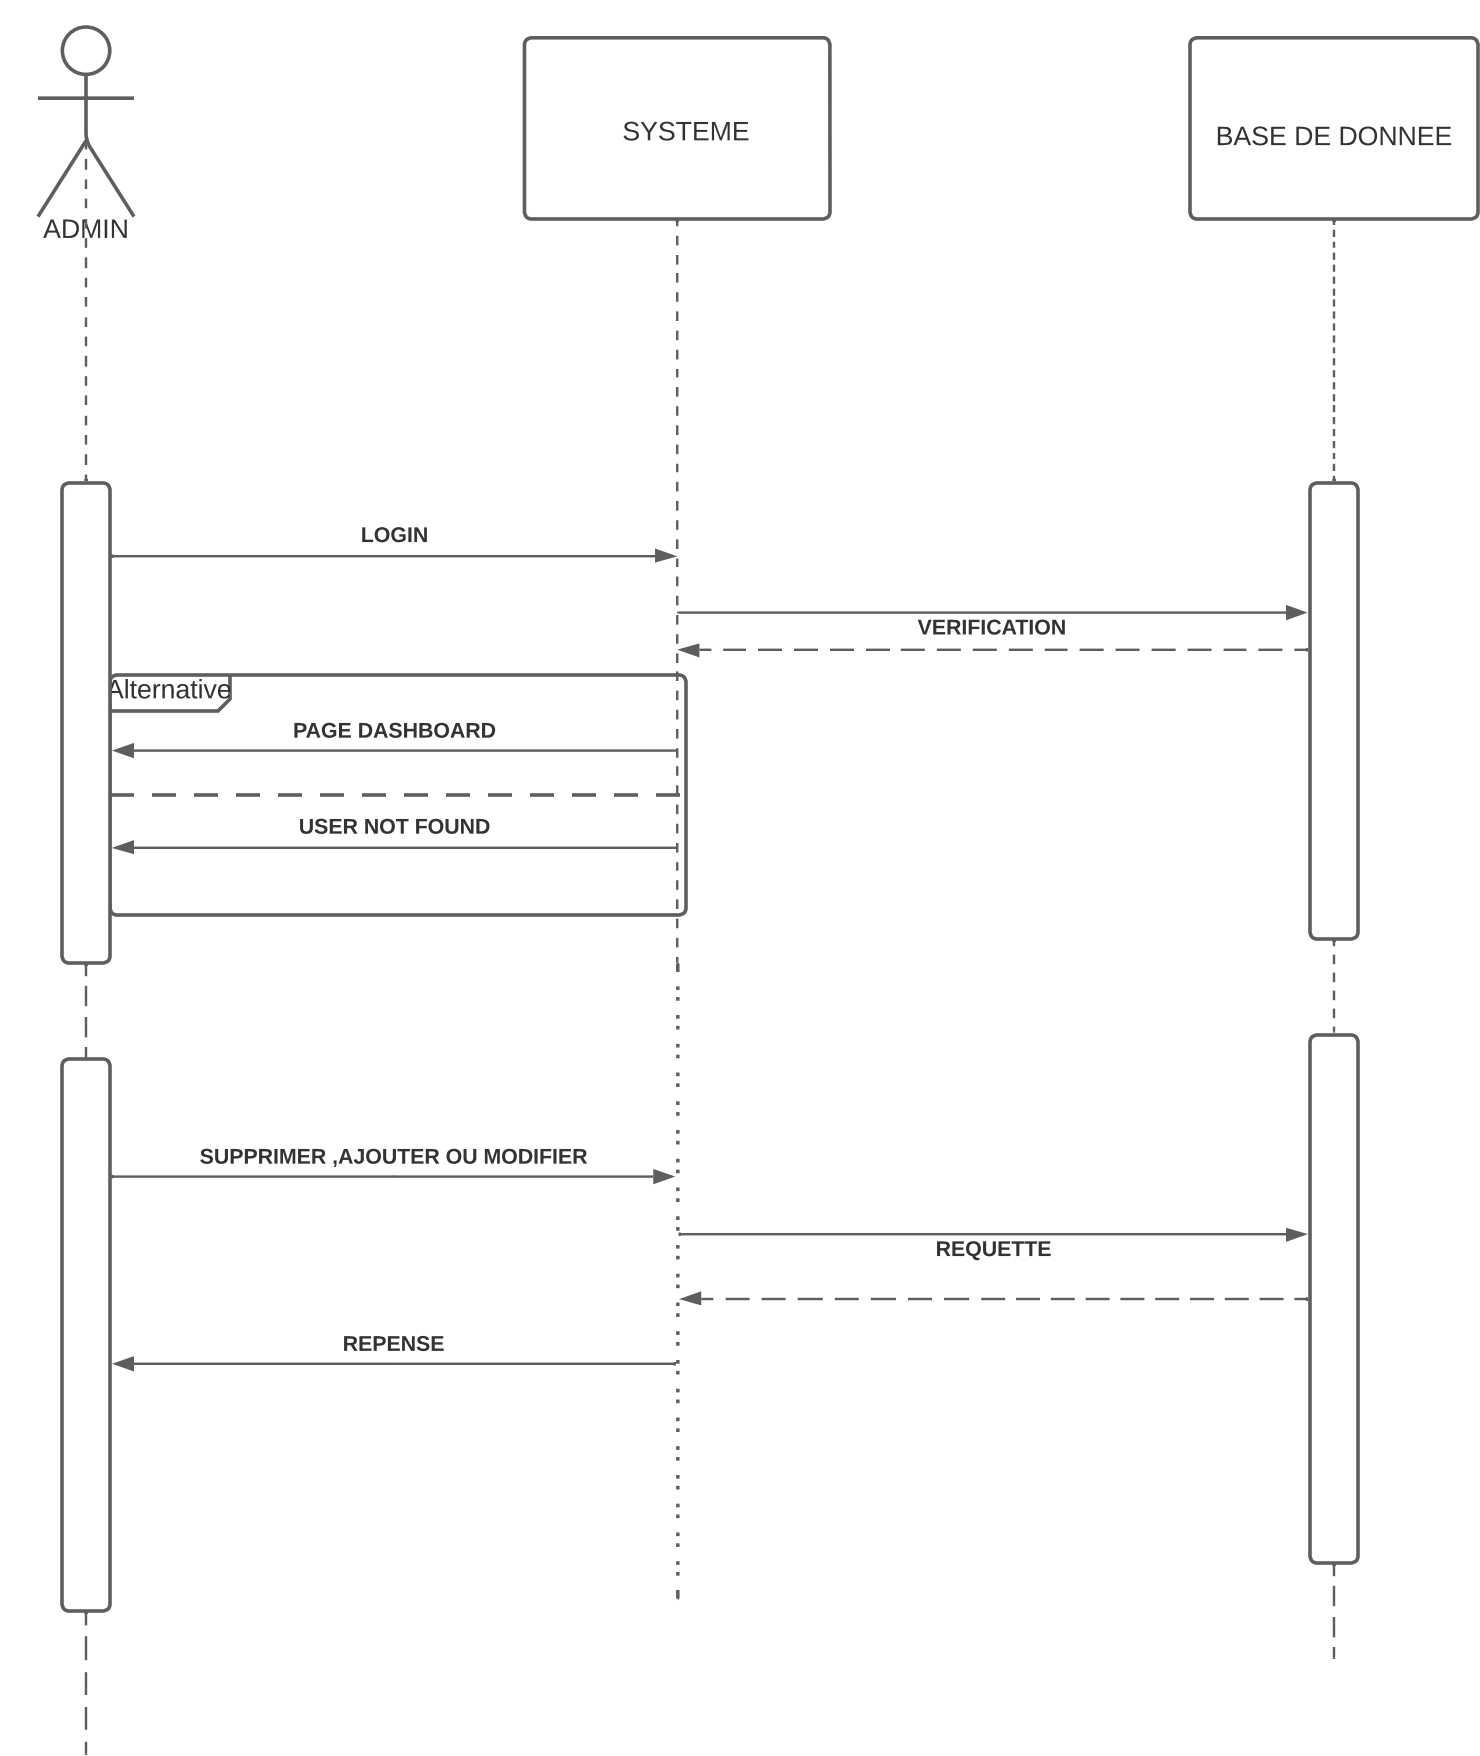 ADMIN
SYSTEME
BASE DE DONNEE
LOGIN
VERIFICATION
Alternative
PAGE DASHBOARD
USER NOT FOUND
SUPPRIMER ,AJOUTER OU MODIFIER
REQUETTE
REPENSE